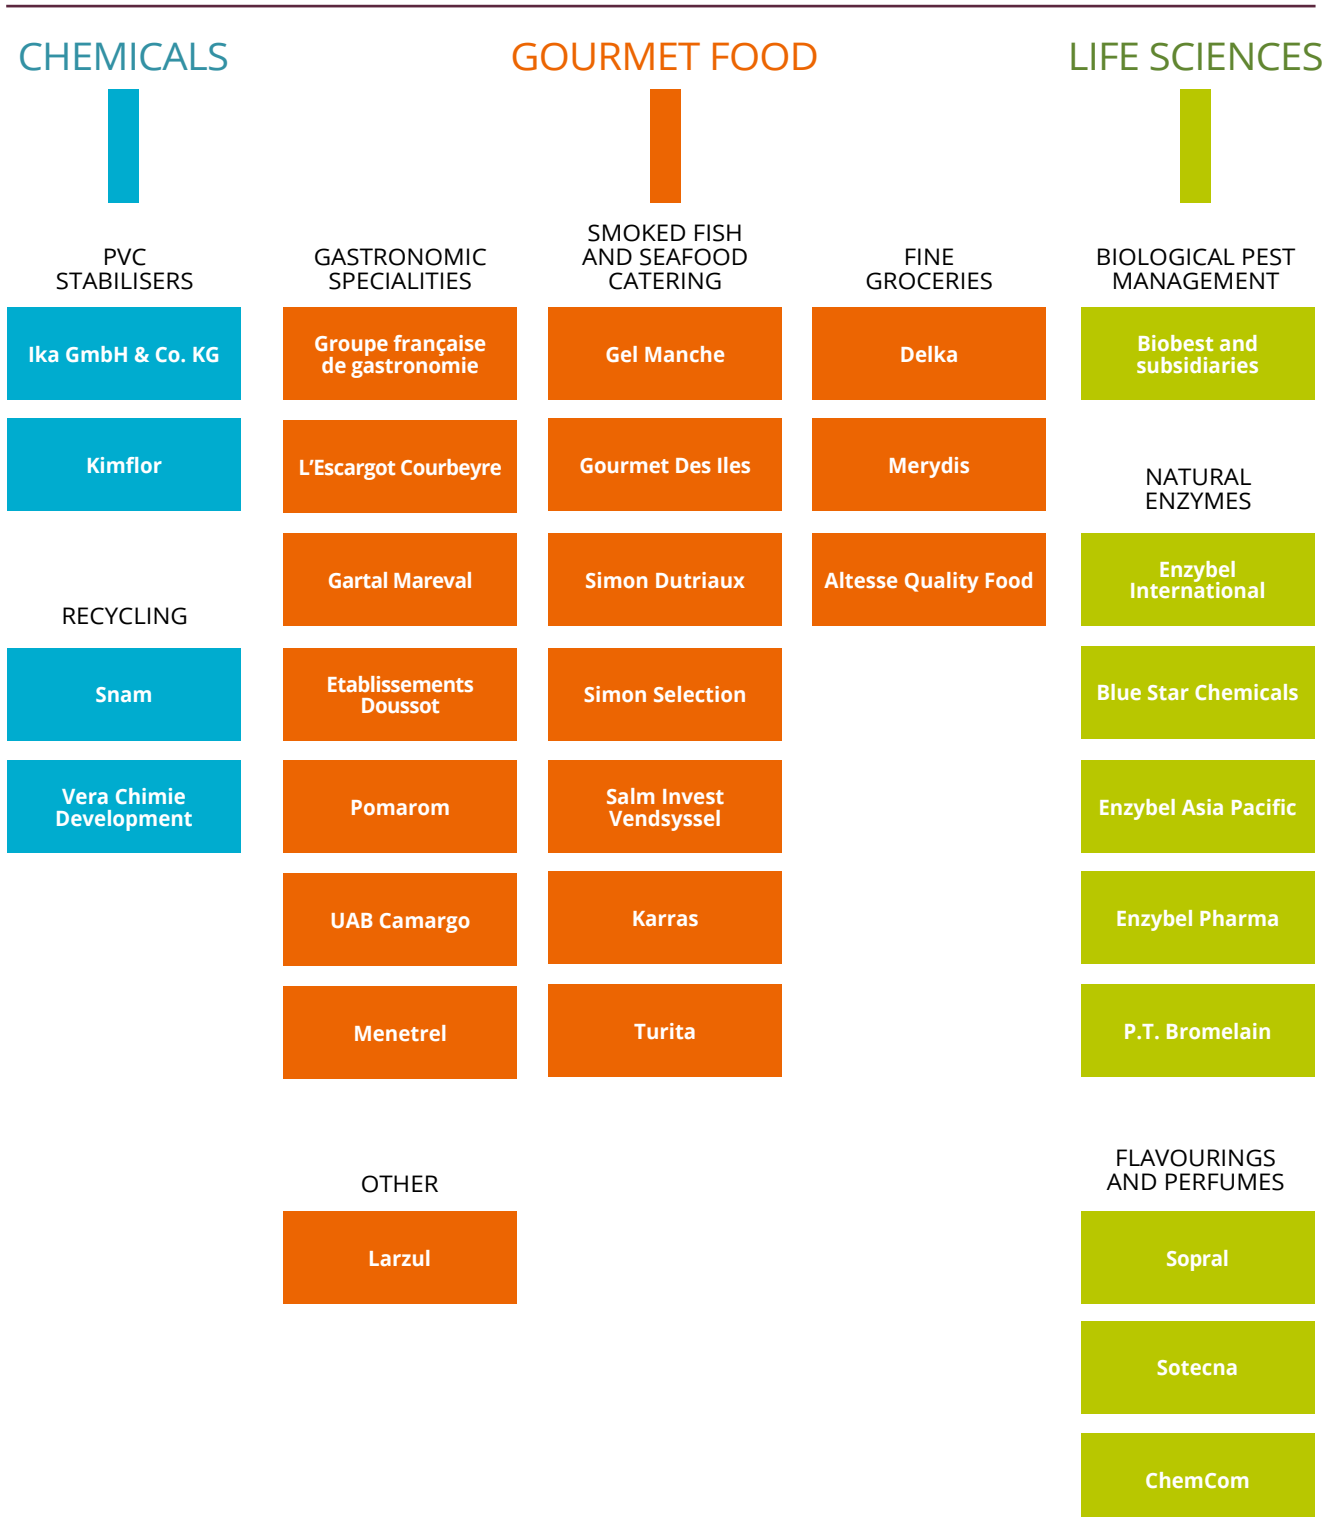 CHEMICALS
PVC
STABILISERS
Ika GmbH & Co. KG
Kimflor
RECYCLING
Snam
Vera Chimie
Development
GOURMET FOOD
GASTRONOMIC
SPECIALITIES
Groupe française
de gastronomie
L’Escargot Courbeyre
Gartal Mareval
Etablissements
Doussot
Pomarom
UAB Camargo
Menetrel
OTHER
Larzul
SMOKED FISH
AND SEAFOOD
CATERING
Gel Manche
Gourmet Des Iles
Simon Dutriaux
Simon Selection
Salm Invest
Vendsyssel
Karras
Turita
FINE
GROCERIES
Delka
Merydis
Altesse Quality Food
LIFE SCIENCES
BIOLOGICAL PEST
MANAGEMENT
Biobest and
subsidiaries
NATURAL
ENZYMES
Enzybel
International
Blue Star Chemicals
Enzybel Asia Pacific
Enzybel Pharma
P.T. Bromelain
FLAVOURINGS
AND PERFUMES
Sopral
Sotecna
ChemCom